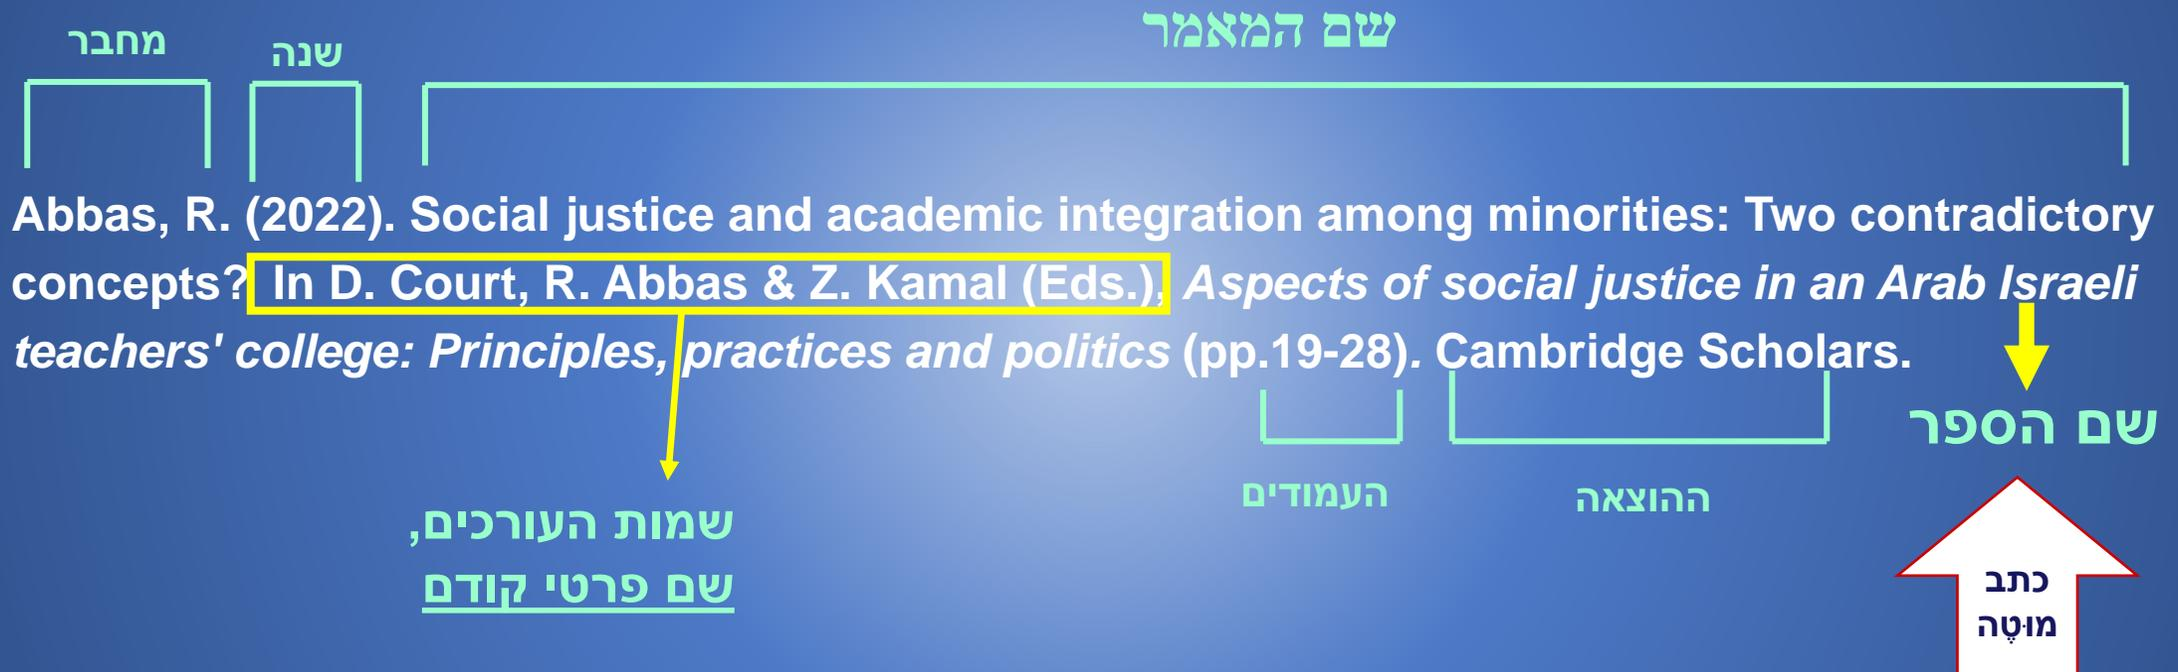 שם המאמר
שנה
מחבר
Abbas, R. (2022). Social justice and academic integration among minorities: Two contradictory
concepts? In D. Court, R. Abbas & Z. Kamal (Eds.), Aspects of social justice in an Arab Israeli
teachers' college: Principles, practices and politics (pp.19-28). Cambridge Scholars.
שם הספר
ההוצאה
העמודים
שמות העורכים,
שם פרטי קודם
כתב
מוּטֶה